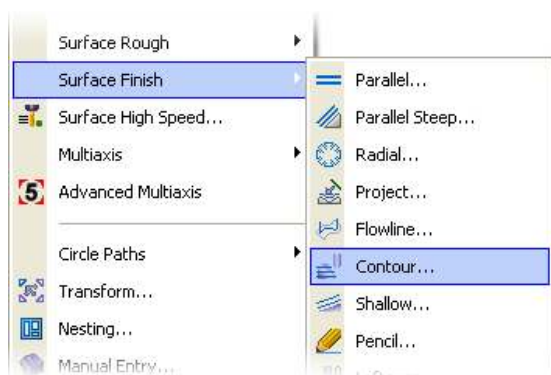 Surface Rough
Surface Finish
Surface High Speed...
Multiaxis
5 Advanced Multiaxis
Circle Paths
Transform...
Nesting...
Manual Entry...
Parallel...
Parallel Steep...
Radial...
Project...
Flowline...
Contour...
Shallow...
Pencil...